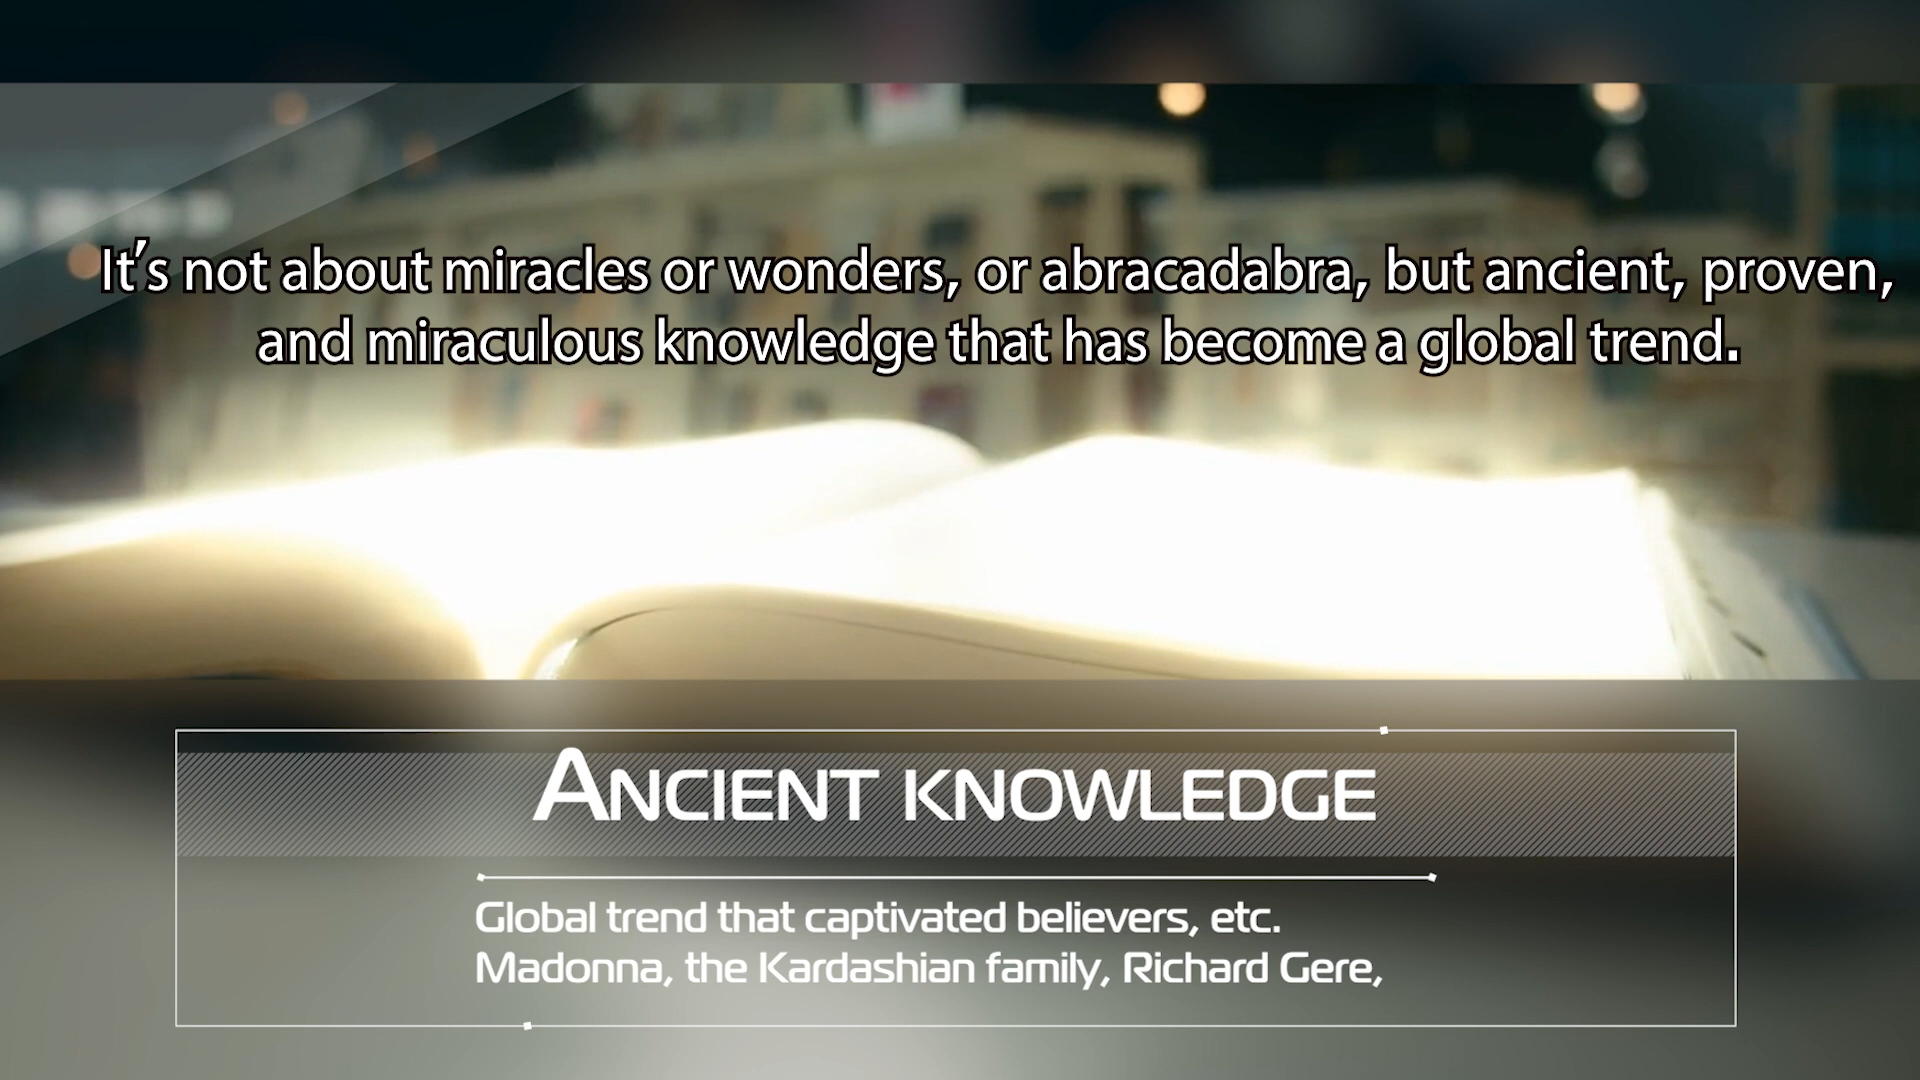 It's not about miracles or wonders, or abracadabra, but ancient, proven,
and miraculous knowledge that has become a global trend.
Ancient knowledge
Global trend that captivated believers, etc.
Madonna, the Kardashian family, Richard Gere,